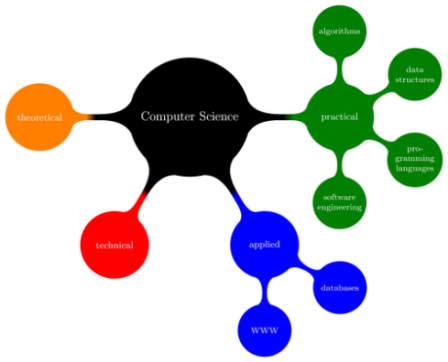 algorithms
data
structures
Computer Science
theoretical
practical
pro-
gramming
languages
software
engineering
technical
applied
databases
WWW